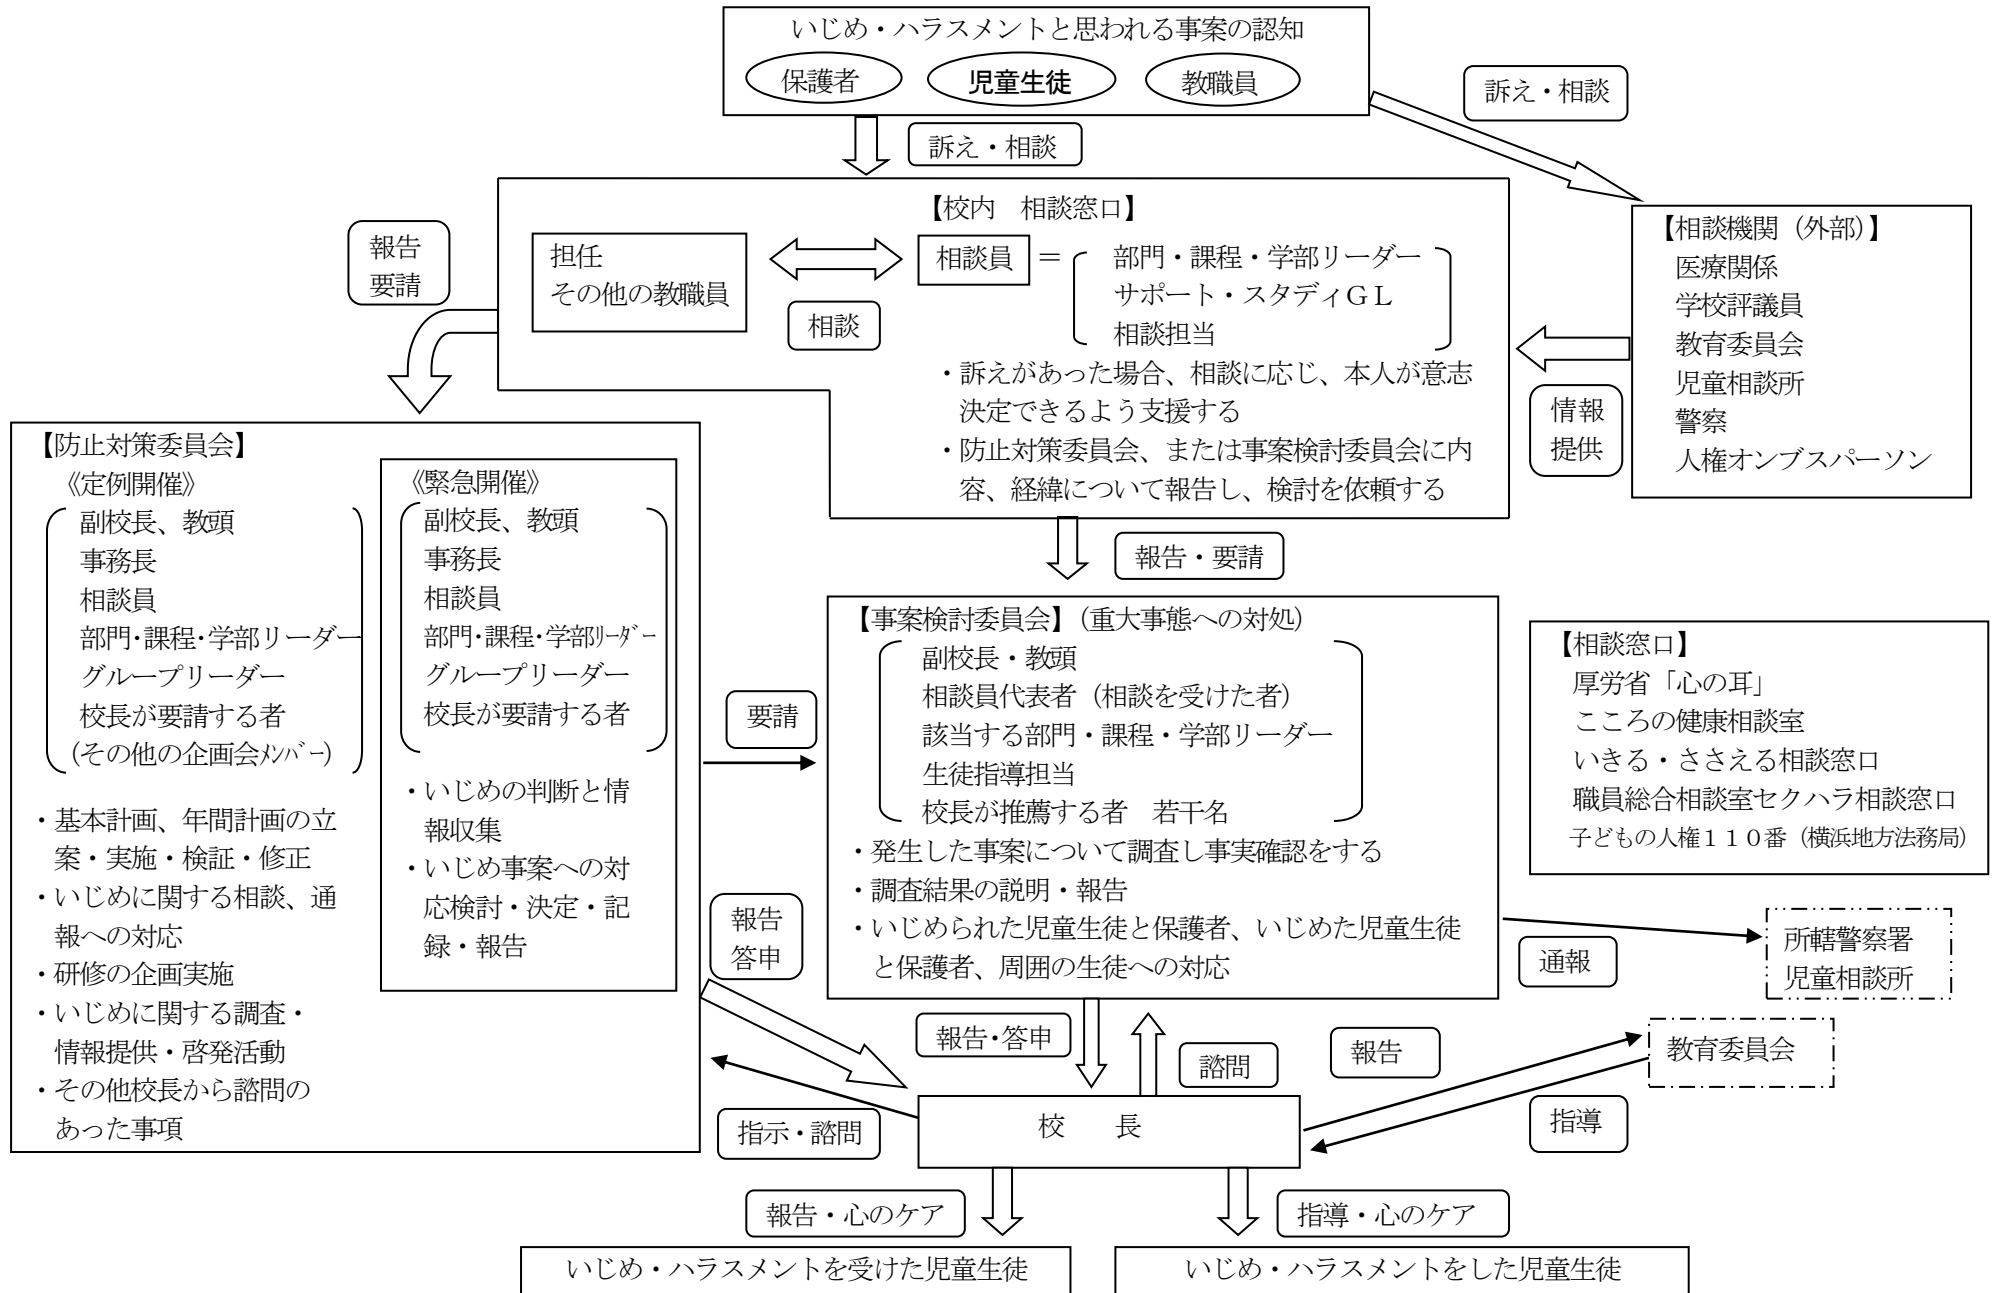 いじめ・ハラスメントと思われる事案の認知
保護者
児童生徒
教職員
訴え・相談
訴え・相談
【校内　相談窓口】
担任
その他の教職員
相談
相談員
＝
部門・課程・学部リーダー
サポート・スタディＧＬ
相談担当
・訴えがあった場合、相談に応じ、本人が意志
決定できるよう支援する
・防止対策委員会、または事案検討委員会に内
容、経緯について報告し、検討を依頼する
【相談機関（外部）】
医療関係
学校評議員
教育委員会
児童相談所
警察
人権オンブスパーソン
情報
提供
報告
要請
【防止対策委員会】
《定例開催》
副校長、教頭
事務長
相談員
部門・課程・学部リーダー
グループリーダー
校長が要請する者
（その他の企画会ﾒﾝﾊﾞｰ）
・基本計画、年間計画の立
案・実施・検証・修正
・いじめに関する相談、通
報への対応
・研修の企画実施
・いじめに関する調査・
情報提供・啓発活動
・その他校長から諮問の
あった事項
《緊急開催》
副校長、教頭
事務長
相談員
部門・課程・学部ﾘｰﾀﾞｰ
グループリーダー
校長が要請する者
・いじめの判断と情
報収集
・いじめ事案への対
応検討・決定・記
録・報告
報告・要請
要請
【事案検討委員会】（重大事態への対処）
副校長・教頭
相談員代表者（相談を受けた者）
該当する部門・課程・学部リーダー
生徒指導担当
校長が推薦する者　若干名
・発生した事案について調査し事実確認をする
・調査結果の説明・報告
・いじめられた児童生徒と保護者、いじめた児童生徒
と保護者、周囲の生徒への対応
【相談窓口】
厚労省「心の耳」
こころの健康相談室
いきる・ささえる相談窓口
職員総合相談室セクハラ相談窓口
子どもの人権１１０番（横浜地方法務局）
報告
答申
通報
所轄警察署
児童相談所
報告・答申
諮問
報告
教育委員会
指導
指示・諮問
校　　長
報告・心のケア
指導・心のケア
いじめ・ハラスメントを受けた児童生徒
いじめ・ハラスメントをした児童生徒